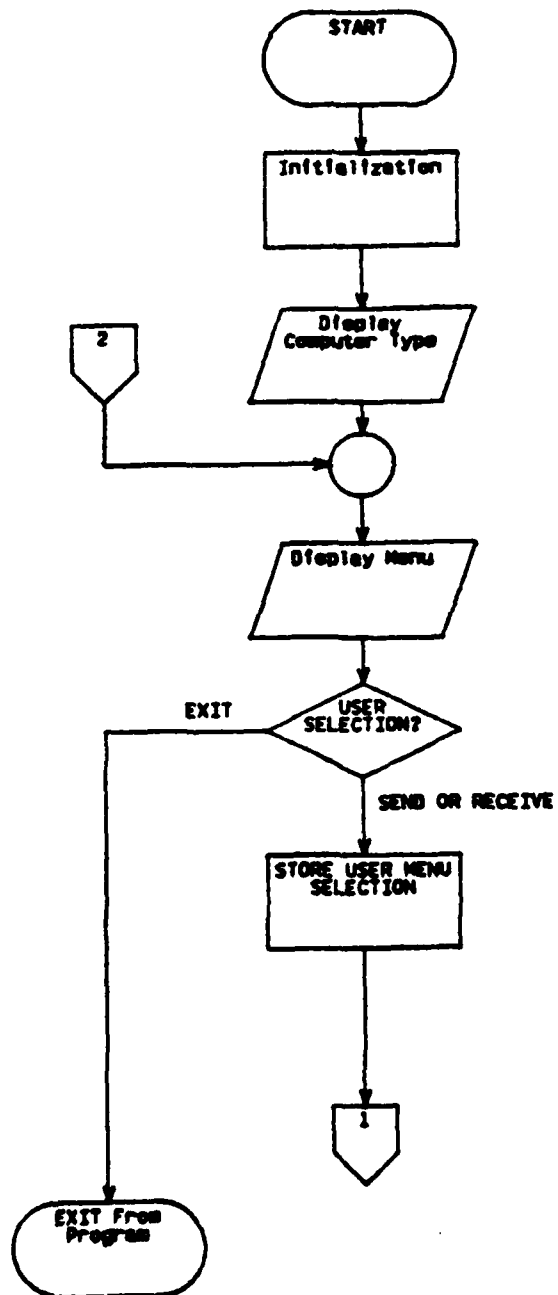 START
Initialization
Display
Computer Type
2
Display Menu
USER
SELECTION?
EXIT
SEND OR RECEIVE
STORE USER MENU
SELECTION
1
EXIT From
Program